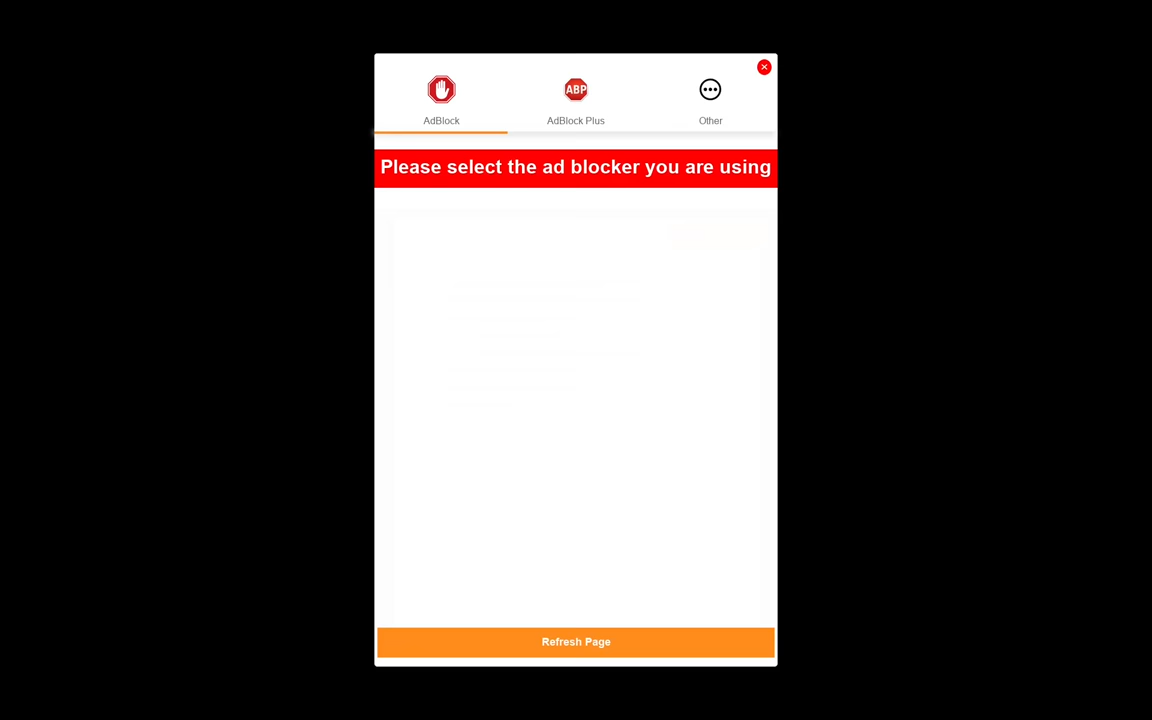 ABP
AdBlock
AdBlock Plus
Other
Please select the ad blocker you are using
Refresh Page